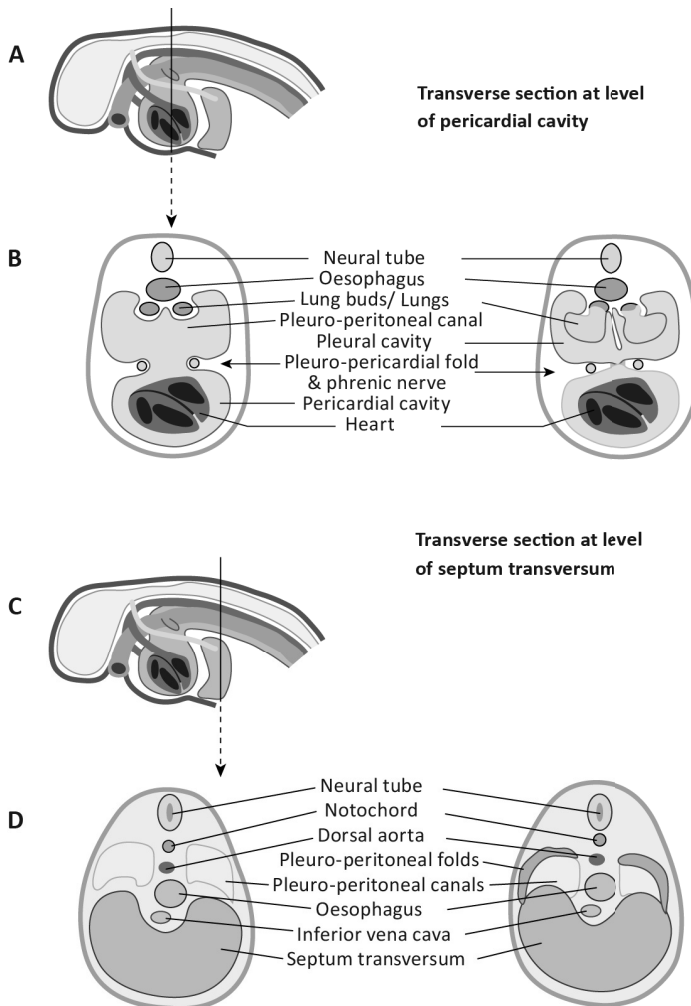 A
Transverse section at level
of pericardial cavity
B
Neural tube
Oesophagus
Lung buds/ Lungs
Pleuro-peritoneal canal
Pleural cavity
Pleuro-pericardial fold
& phrenic nerve
Pericardial cavity
Heart
Transverse section at level
of septum transversum
C
D
Neural tube
Notochord
Dorsal aorta
Pleuro-peritoneal folds
Pleuro-peritoneal canals
Oesophagus
Inferior vena cava
Septum transversum